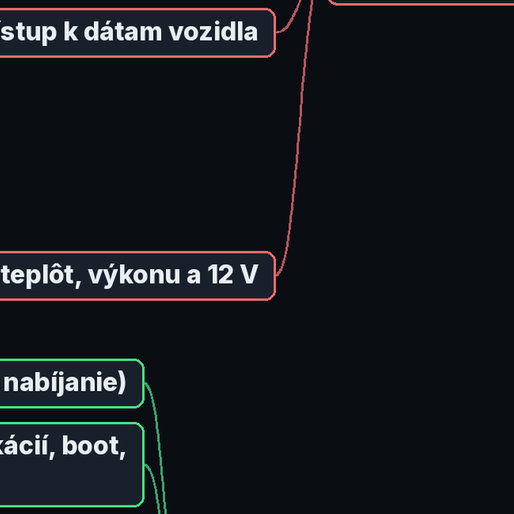 stup k dátam vozidla
teplôt, výkonu a 12 V
nabíjanie)
kácií, boot,